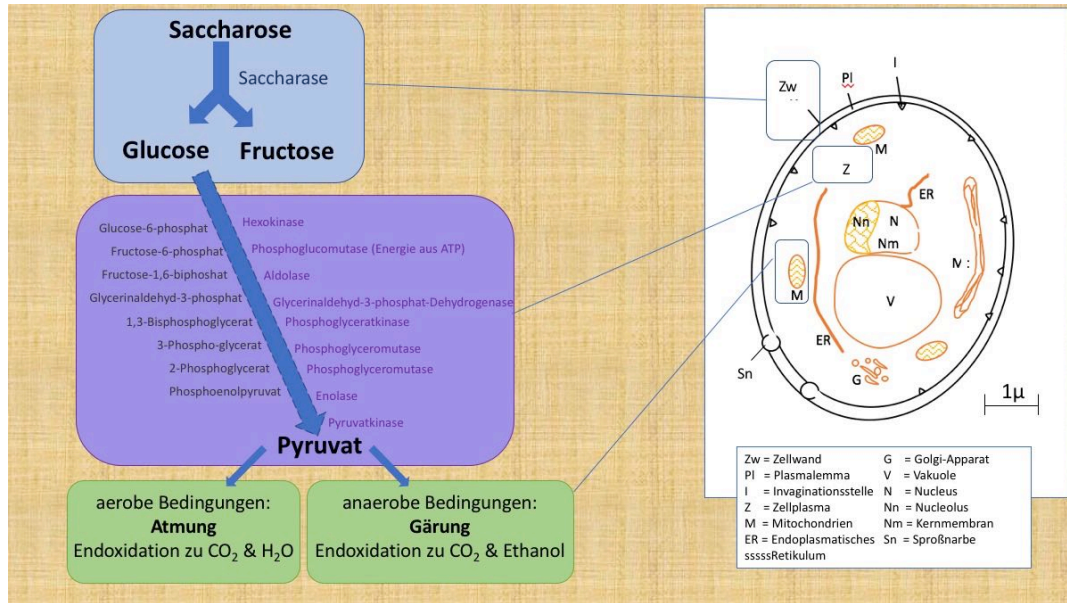 Saccharose
Saccharase
Glucose Fructose
Glucose-6-phosphat
Fructose-6-phosphat
Fructose-1,6-biphoshat
Glycerinaldehyd-3-phosphat
1,3-Bisphosphoglycerat
3-Phospho-glycerat
2-Phosphoglycerat
Phosphoenolpyruvat
Hexokinase
Phosphoglucomutase (Energie aus ATP)
Aldolase
Glycerinaldehyd-3-phosphat-Dehydrogenase
Phosphoglyceratkinase
Phosphoglyceromutase
Phosphoglyceromutase
Enolase
Pyruvatkinase
Pyruvat
aerobe Bedingungen:
Atmung
Endoxidation zu CO₂ & H₂O
anaerobe Bedingungen:
Gärung
Endoxidation zu CO₂ & Ethanol
I
Pl
Zw
M
Z
ER
Nn
N
Nm
M
M
V
ER
G
Sn
1µ
Zw = Zellwand
Pl = Plasmalemma
I = Invaginationsstelle
Z = Zellplasma
M = Mitochondrien
ER = Endoplasmatisches
sssssRetikulum
G = Golgi-Apparat
V = Vakuole
N = Nucleus
Nn = Nucleolus
Nm = Kernmembran
Sn = Sproßnarbe